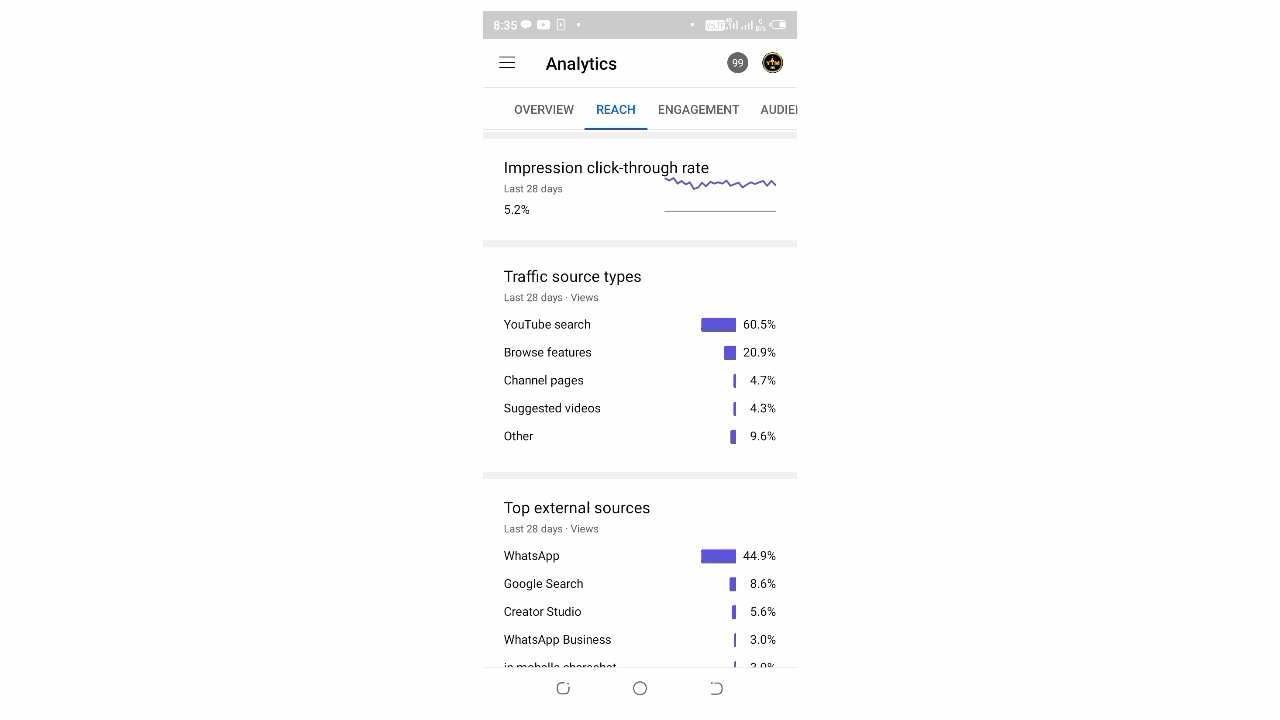 8:35
Analytics
99
OVERVIEW REACH ENGAGEMENT AUDIE
Impression click-through rate
Last 28 days
5.2%
Traffic source types
Last 28 days · Views
YouTube search 60.5%
Browse features 20.9%
Channel pages 4.7%
Suggested videos 4.3%
Other 9.6%
Top external sources
Last 28 days · Views
WhatsApp 44.9%
Google Search 8.6%
Creator Studio 5.6%
WhatsApp Business 3.0%